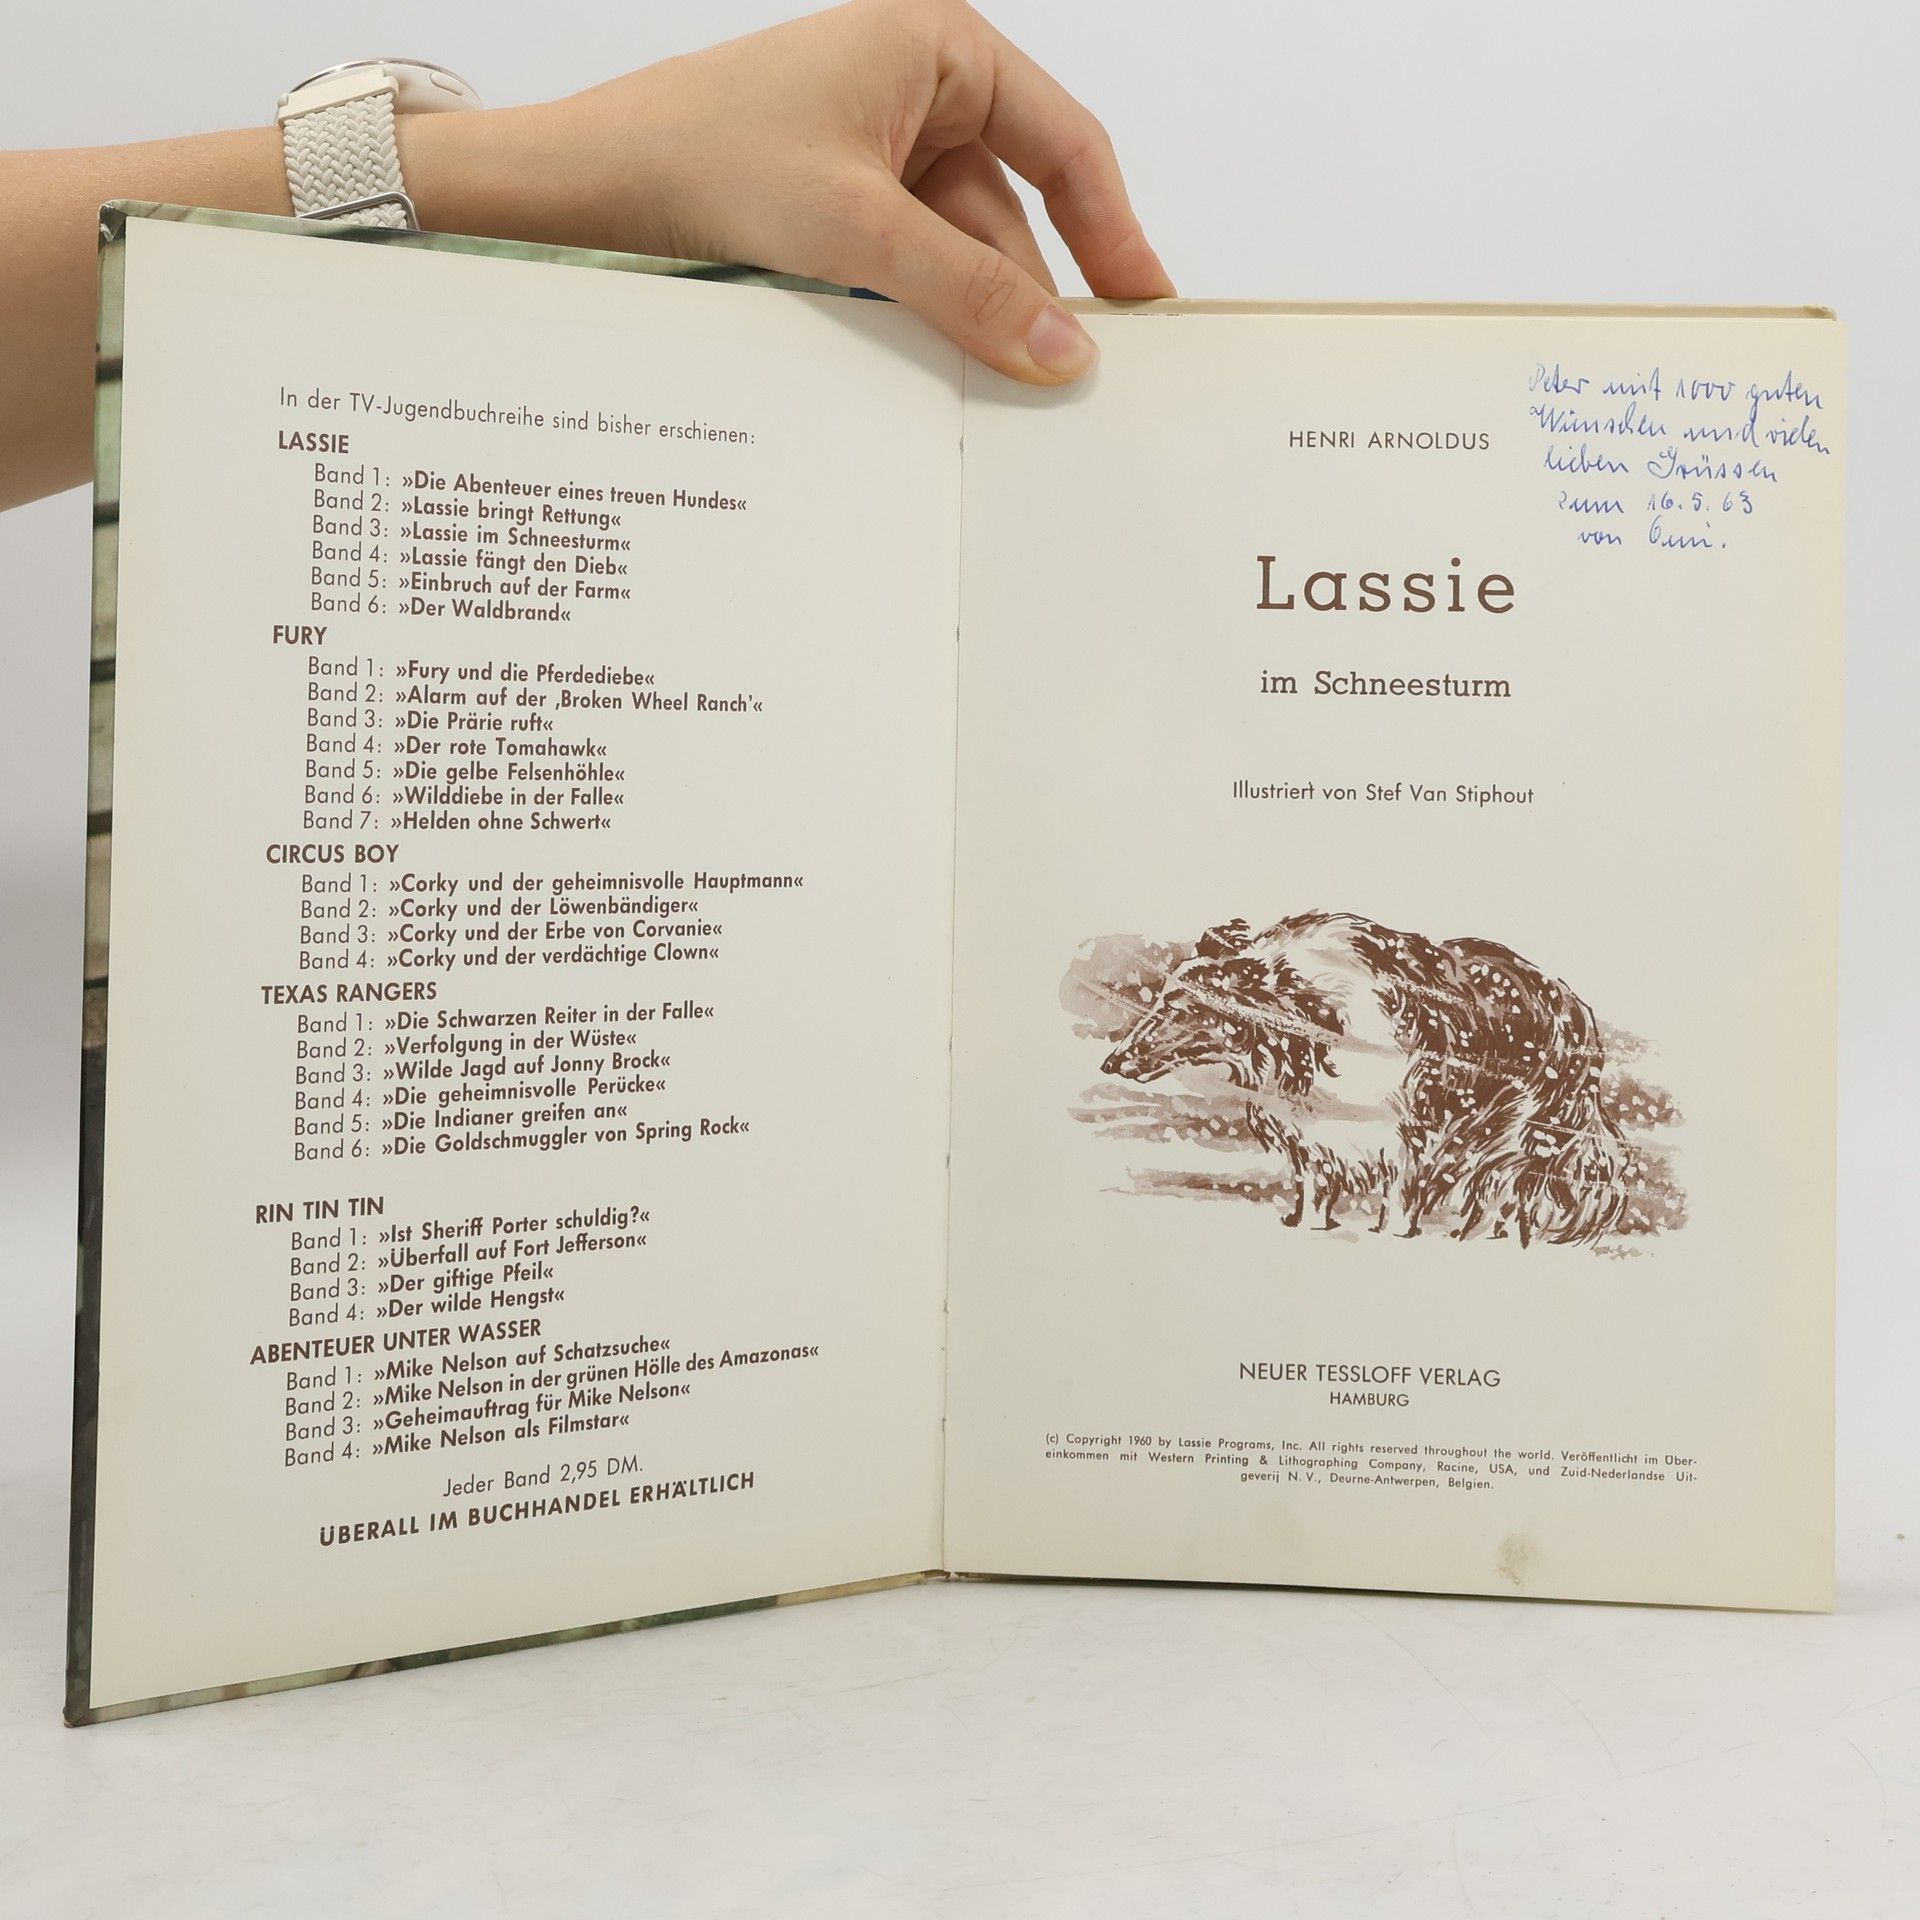 In der TV-Jugendbuchreihe sind bisher erschienen:
LASSIE
Band 1: »Die Abenteuer eines treuen Hundes«
Band 2: »Lassie bringt Rettung«
Band 3: »Lassie im Schneesturm«
Band 4: »Lassie fängt den Dieb«
Band 5: »Einbruch auf der Farm«
Band 6: »Der Waldbrand«
FURY
Band 1: »Fury und die Pferdediebe«
Band 2: »Alarm auf der ‚Broken Wheel Ranch'«
Band 3: »Die Prärie ruft«
Band 4: »Der rote Tomahawk«
Band 5: »Die gelbe Felsenhöhle«
Band 6: »Wilddiebe in der Falle«
Band 7: »Helden ohne Schwert«
CIRCUS BOY
Band 1: »Corky und der geheimnisvolle Hauptmann«
Band 2: »Corky und der Löwenbändiger«
Band 3: »Corky und der Erbe von Corvanie«
Band 4: »Corky und der verdächtige Clown«
TEXAS RANGERS
Band 1: »Die Schwarzen Reiter in der Falle«
Band 2: »Verfolgung in der Wüste«
Band 3: »Wilde Jagd auf Jonny Brock«
Band 4: »Die geheimnisvolle Perücke«
Band 5: »Die Indianer greifen an«
Band 6: »Die Goldschmuggler von Spring Rock«
RIN TIN TIN
Band 1: »Ist Sheriff Porter schuldig?«
Band 2: »Überfall auf Fort Jefferson«
Band 3: »Der giftige Pfeil«
Band 4: »Der wilde Hengst«
ABENTEUER UNTER WASSER
Band 1: »Mike Nelson auf Schatzsuche«
Band 2: »Mike Nelson in der grünen Hölle des Amazonas«
Band 3: »Geheimauftrag für Mike Nelson«
Band 4: »Mike Nelson als Filmstar«
Jeder Band 2,95 DM.
ÜBERALL IM BUCHHANDEL ERHÄLTLICH
Peter mit 1000 guten
Wünschen und vielen
lieben Grüssen
zum 16.5.63
von
HENRI ARNOLDUS
Lassie
im Schneesturm
Illustriert von Stef Van Stiphout
NEUER TESSLOFF VERLAG
HAMBURG
(c) Copyright 1960 by Lassie Programs, Inc. All rights reserved throughout the world. Veröffentlicht im Über-
einkommen mit Western Printing & Lithographing Company, Racine, USA, und Zuid-Nederlandse Uit-
geverij N. V., Deurne-Antwerpen, Belgien.